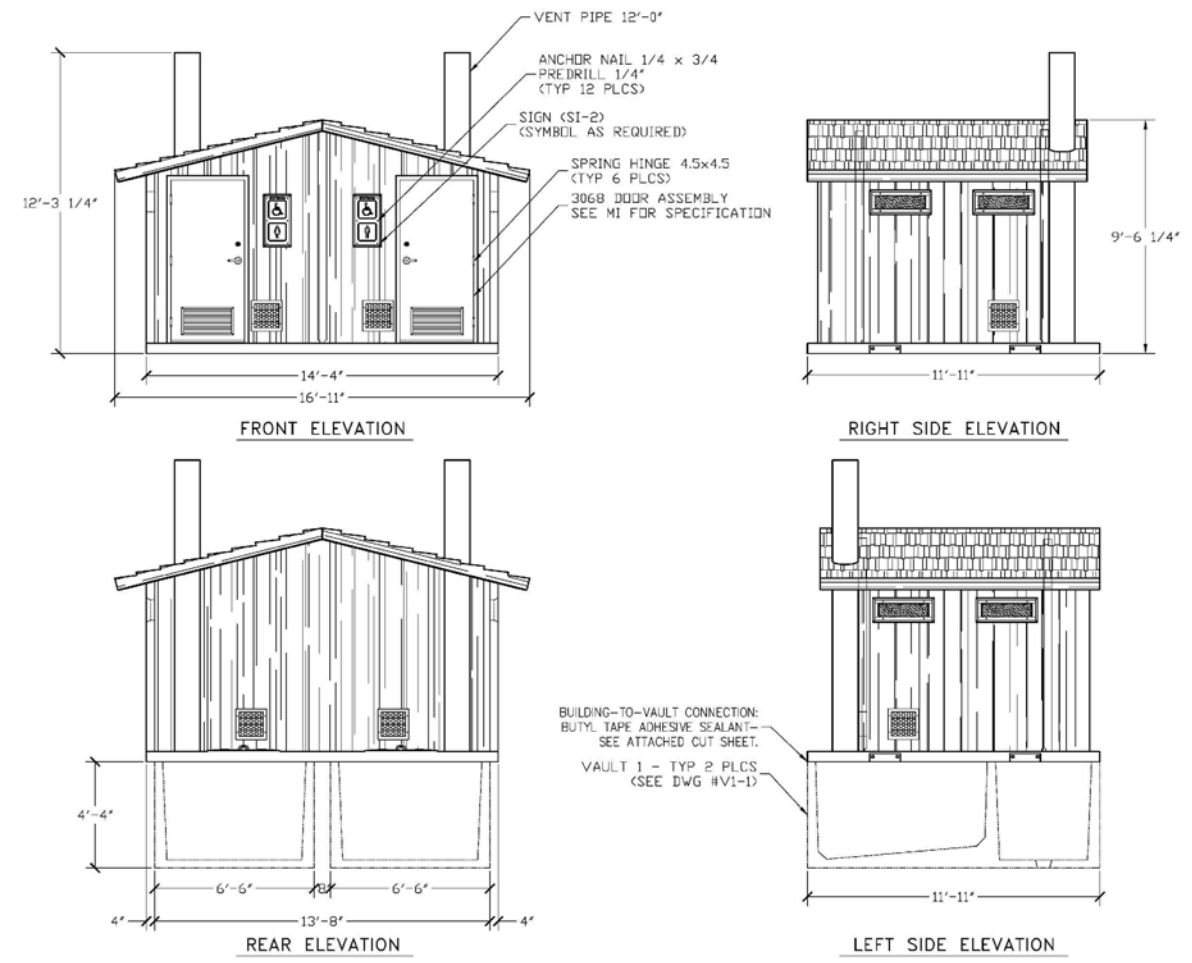 VENT PIPE 12'-0"
ANCHOR NAIL 1/4 x 3/4
PREDRILL 1/4"
(TYP 12 PLCS)
SIGN (SI-2)
(SYMBOL AS REQUIRED)
SPRING HINGE 4.5x4.5
(TYP 6 PLCS)
3068 DOOR ASSEMBLY
SEE MI FOR SPECIFICATION
12'-3 1/4"
14'-4"
16'-11"
FRONT ELEVATION
9'-6 1/4"
11'-11"
RIGHT SIDE ELEVATION
4'-4"
6'-6"
8"
6'-6"
4"
13'-8"
4"
REAR ELEVATION
BUILDING-TO-VAULT CONNECTION:
BUTYL TAPE ADHESIVE SEALANT-
SEE ATTACHED CUT SHEET.
VAULT 1 - TYP 2 PLCS
(SEE DWG #V1-1)
11'-11"
LEFT SIDE ELEVATION